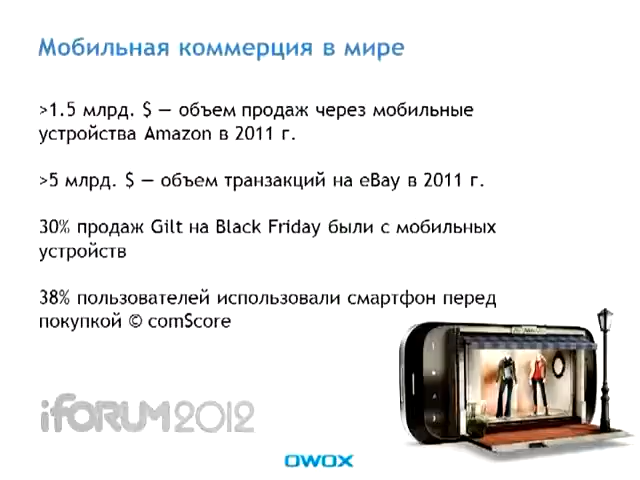 Мобильная коммерция в мире
>1.5 млрд. $ — объем продаж через мобильные
устройства Amazon в 2011 г.
>5 млрд. $ — объем транзакций на eBay в 2011 г.
30% продаж Gilt на Black Friday были с мобильных
устройств
38% пользователей использовали смартфон перед
покупкой © comScore
iFORUM2012
OWOX